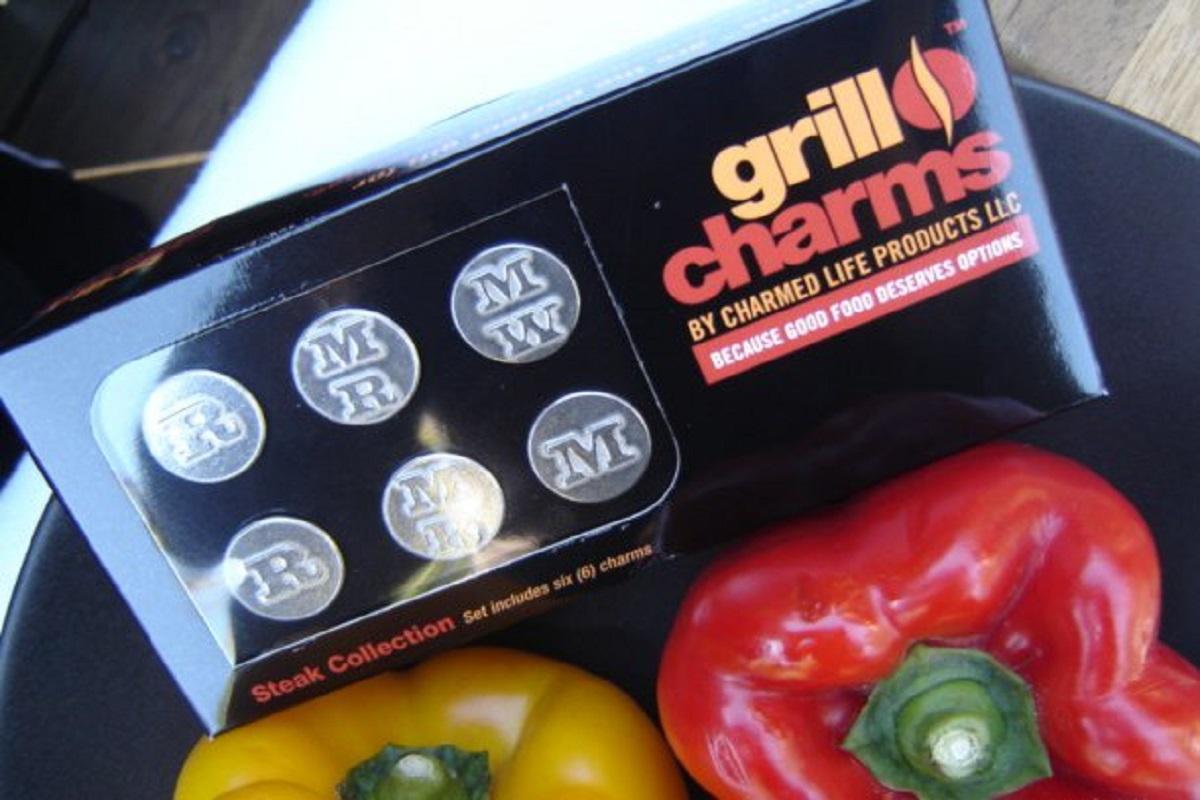 grill
charms
™
BY CHARMED LIFE PRODUCTS LLC
BECAUSE GOOD FOOD DESERVES OPTIONS
R
M
R
M
W
R
M
R
M
Steak Collection Set includes six (6) charms